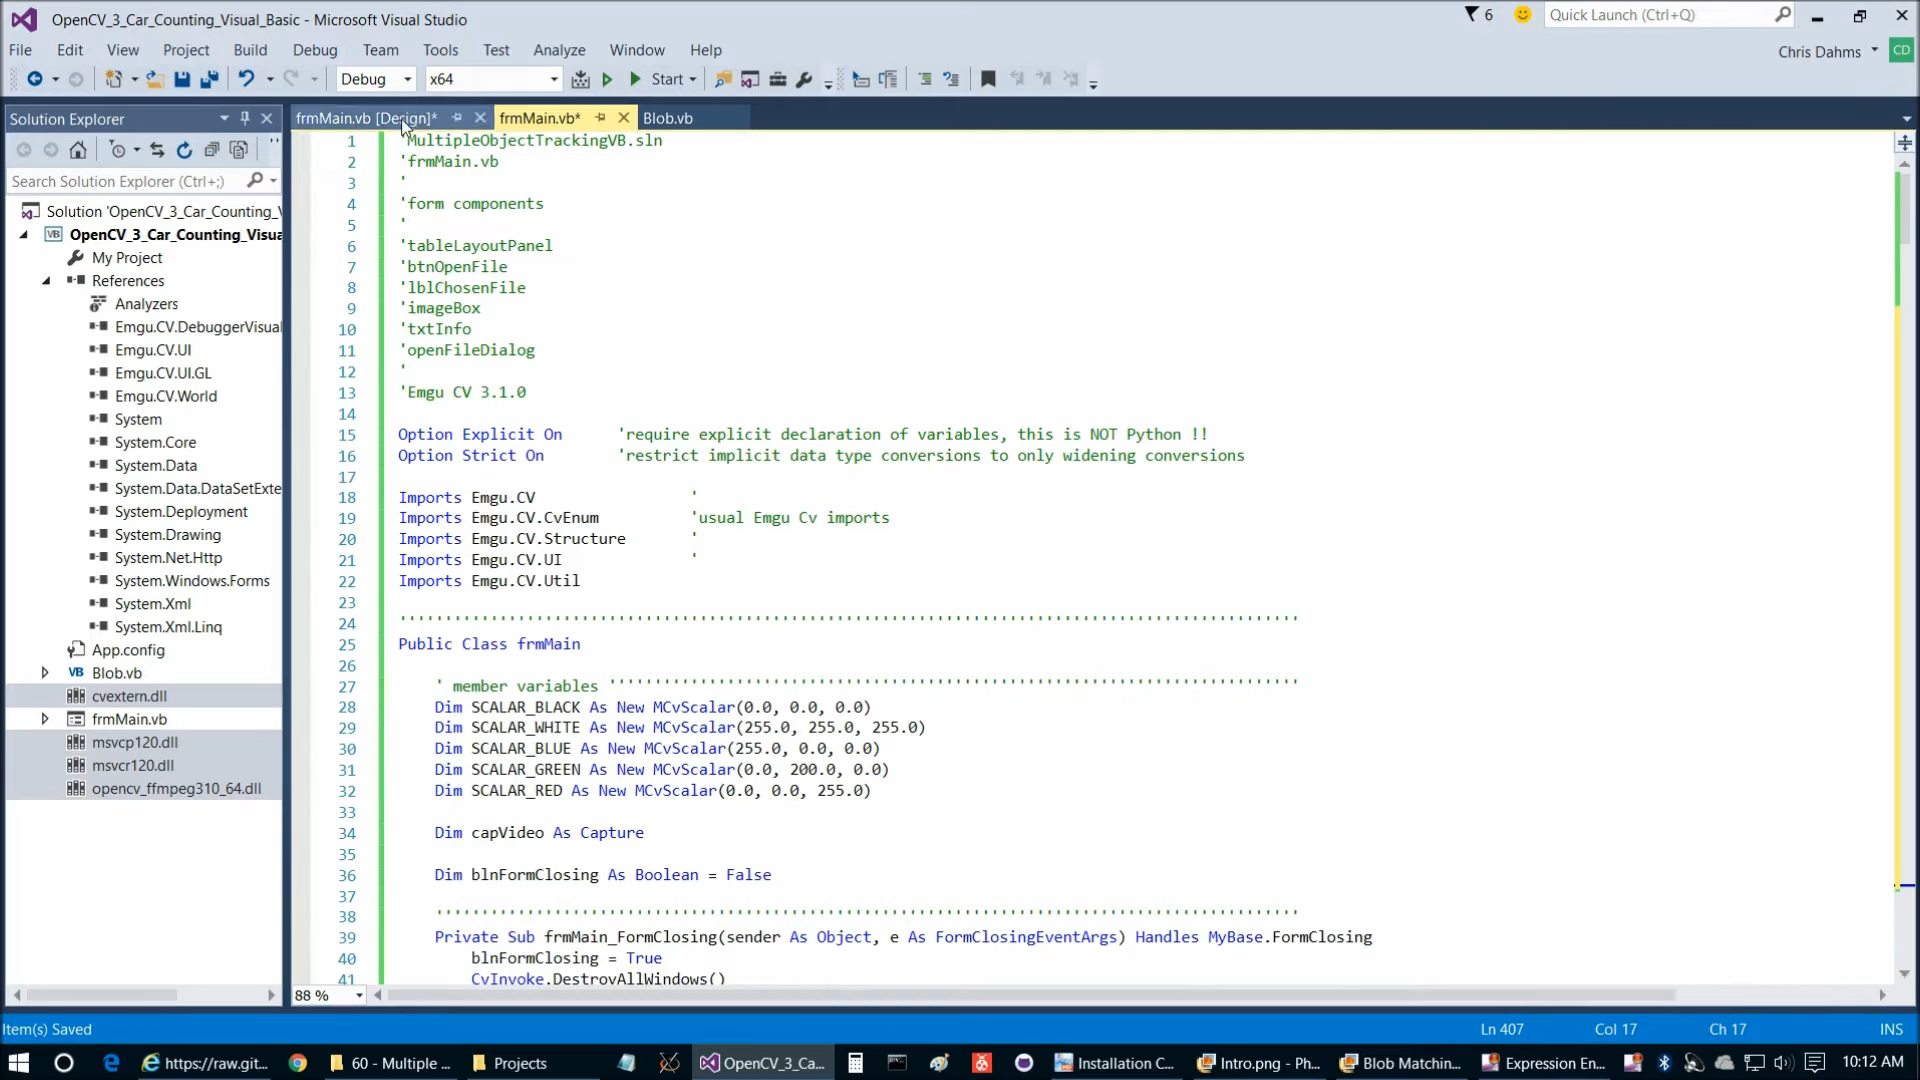 OpenCV_3_Car_Counting_Visual_Basic - Microsoft Visual Studio
6
Quick Launch (Ctrl+Q)
File Edit View Project Build Debug Team Tools Test Analyze Window Help
Chris Dahms
CD
Debug
x64
Start
Solution Explorer
frmMain.vb [Design]*
frmMain.vb*
Blob.vb
Search Solution Explorer (Ctrl+;)
Solution 'OpenCV_3_Car_Counting_V
VB OpenCV_3_Car_Counting_Visua
My Project
References
Analyzers
Emgu.CV.DebuggerVisual
Emgu.CV.UI
Emgu.CV.UI.GL
Emgu.CV.World
System
System.Core
System.Data
System.Data.DataSetExte
System.Deployment
System.Drawing
System.Net.Http
System.Windows.Forms
System.Xml
System.Xml.Linq
App.config
VB Blob.vb
cvextern.dll
frmMain.vb
msvcp120.dll
msvcr120.dll
opencv_ffmpeg310_64.dll
1 'MultipleObjectTrackingVB.sln
2 'frmMain.vb
3 '
4 'form components
5 '
6 'tableLayoutPanel
7 'btnOpenFile
8 'lblChosenFile
9 'imageBox
10 'txtInfo
11 'openFileDialog
12 '
13 'Emgu CV 3.1.0
14
15 Option Explicit On 'require explicit declaration of variables, this is NOT Python !!
16 Option Strict On 'restrict implicit data type conversions to only widening conversions
17
18 Imports Emgu.CV '
19 Imports Emgu.CV.CvEnum 'usual Emgu Cv imports
20 Imports Emgu.CV.Structure '
21 Imports Emgu.CV.UI '
22 Imports Emgu.CV.Util
23
24 '''''''''''''''''''''''''''''''''''''''''''''''''''''''''''''''''''''''''''''''''''''''''''''''''''
25 Public Class frmMain
26
27 ' member variables ''''''''''''''''''''''''''''''''''''''''''''''''''''''''''''''''''''''''''''
28 Dim SCALAR_BLACK As New MCvScalar(0.0, 0.0, 0.0)
29 Dim SCALAR_WHITE As New MCvScalar(255.0, 255.0, 255.0)
30 Dim SCALAR_BLUE As New MCvScalar(255.0, 0.0, 0.0)
31 Dim SCALAR_GREEN As New MCvScalar(0.0, 200.0, 0.0)
32 Dim SCALAR_RED As New MCvScalar(0.0, 0.0, 255.0)
33
34 Dim capVideo As Capture
35
36 Dim blnFormClosing As Boolean = False
37
38 '''''''''''''''''''''''''''''''''''''''''''''''''''''''''''''''''''''''''''''''''''''''''''''''
39 Private Sub frmMain_FormClosing(sender As Object, e As FormClosingEventArgs) Handles MyBase.FormClosing
40 blnFormClosing = True
41 CvInvoke.DestroyAllWindows()
88 %
Item(s) Saved
Ln 407 Col 17 Ch 17 INS
https://raw.git...
60 - Multiple ...
Projects
OpenCV_3_Ca...
Installation C...
Intro.png - Ph...
Blob Matchin...
Expression En...
10:12 AM